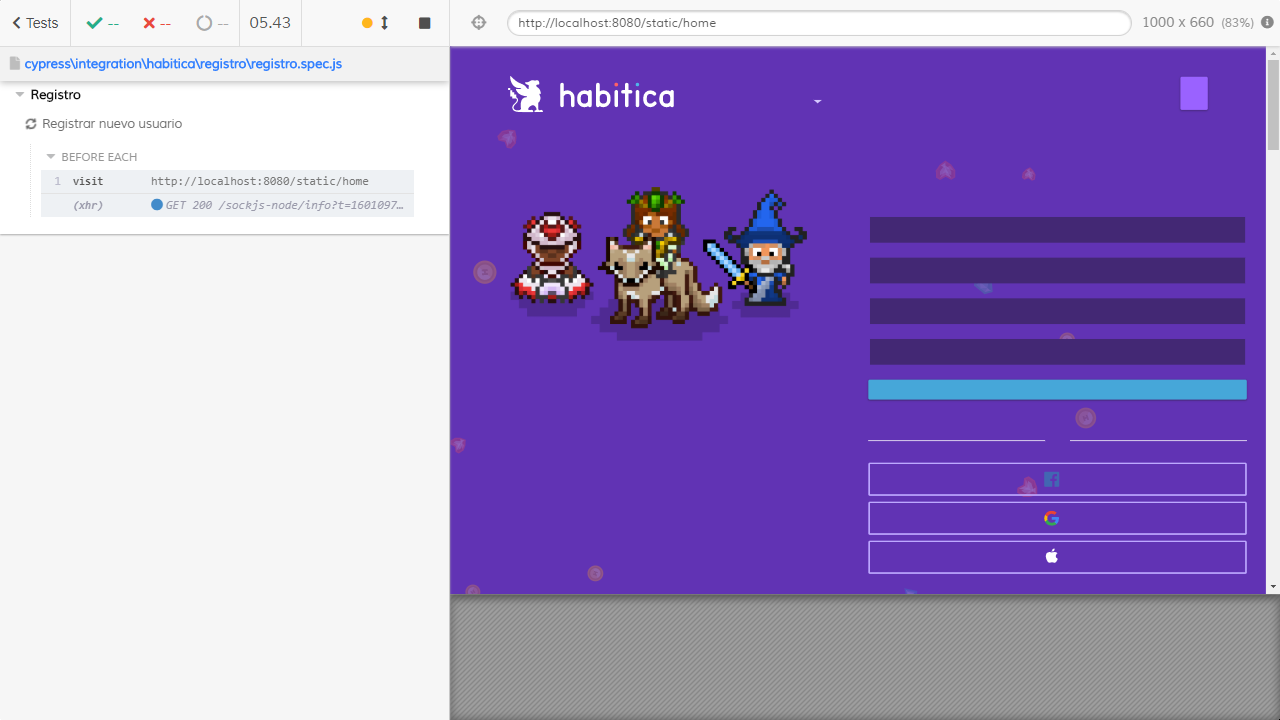 Tests
--
--
--
05.43
http://localhost:8080/static/home
1000 x 660 (83%)
cypress\integration\habitica\registro\registro.spec.js
Registro
Registrar nuevo usuario
BEFORE EACH
1 visit http://localhost:8080/static/home
(xhr) GET 200 /sockjs-node/info?t=1601097…
habitica